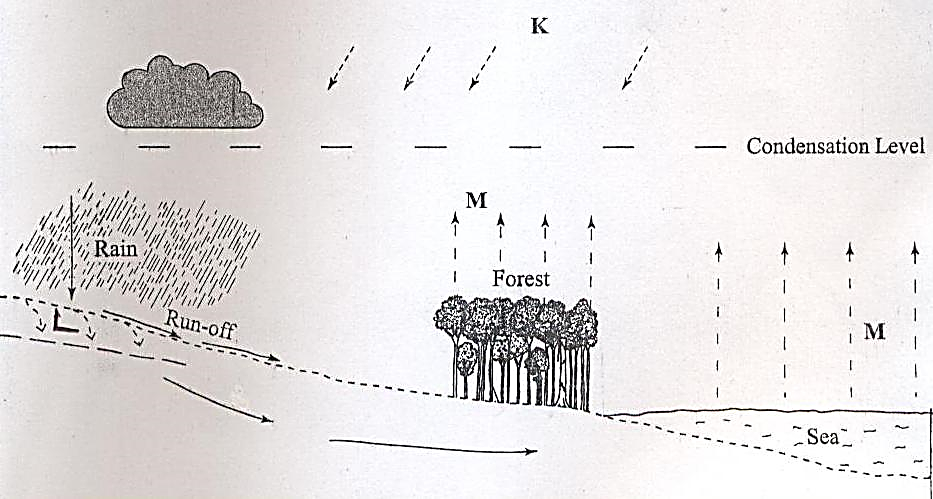 K
Condensation Level
M
Rain
Forest
Run-off
L
M
Sea